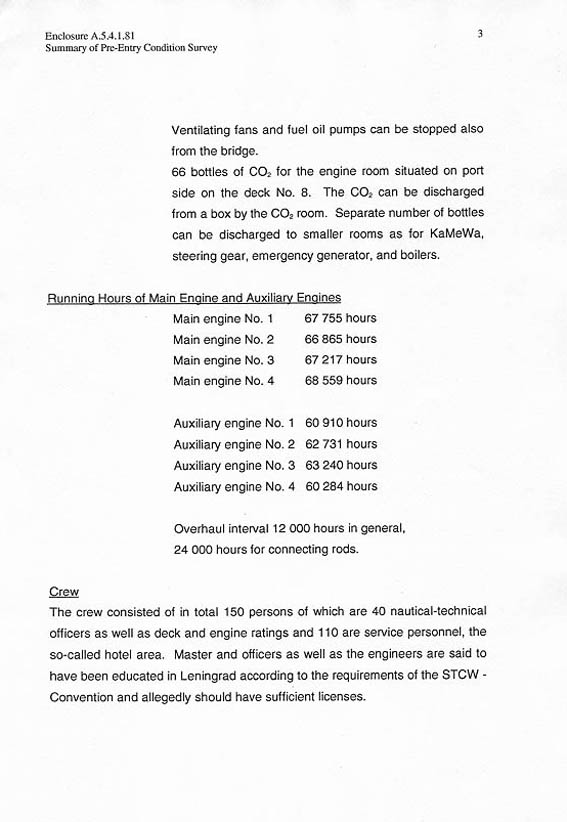 Enclosure A.5.4.1.81 3
Summary of Pre-Entry Condition Survey
Ventilating fans and fuel oil pumps can be stopped also
from the bridge.
66 bottles of CO₂ for the engine room situated on port
side on the deck No. 8. The CO₂ can be discharged
from a box by the CO₂ room. Separate number of bottles
can be discharged to smaller rooms as for KaMeWa,
steering gear, emergency generator, and boilers.
Running Hours of Main Engine and Auxiliary Engines
Main engine No. 1 67 755 hours
Main engine No. 2 66 865 hours
Main engine No. 3 67 217 hours
Main engine No. 4 68 559 hours
Auxiliary engine No. 1 60 910 hours
Auxiliary engine No. 2 62 731 hours
Auxiliary engine No. 3 63 240 hours
Auxiliary engine No. 4 60 284 hours
Overhaul interval 12 000 hours in general,
24 000 hours for connecting rods.
Crew
The crew consisted of in total 150 persons of which are 40 nautical-technical
officers as well as deck and engine ratings and 110 are service personnel, the
so-called hotel area. Master and officers as well as the engineers are said to
have been educated in Leningrad according to the requirements of the STCW -
Convention and allegedly should have sufficient licenses.